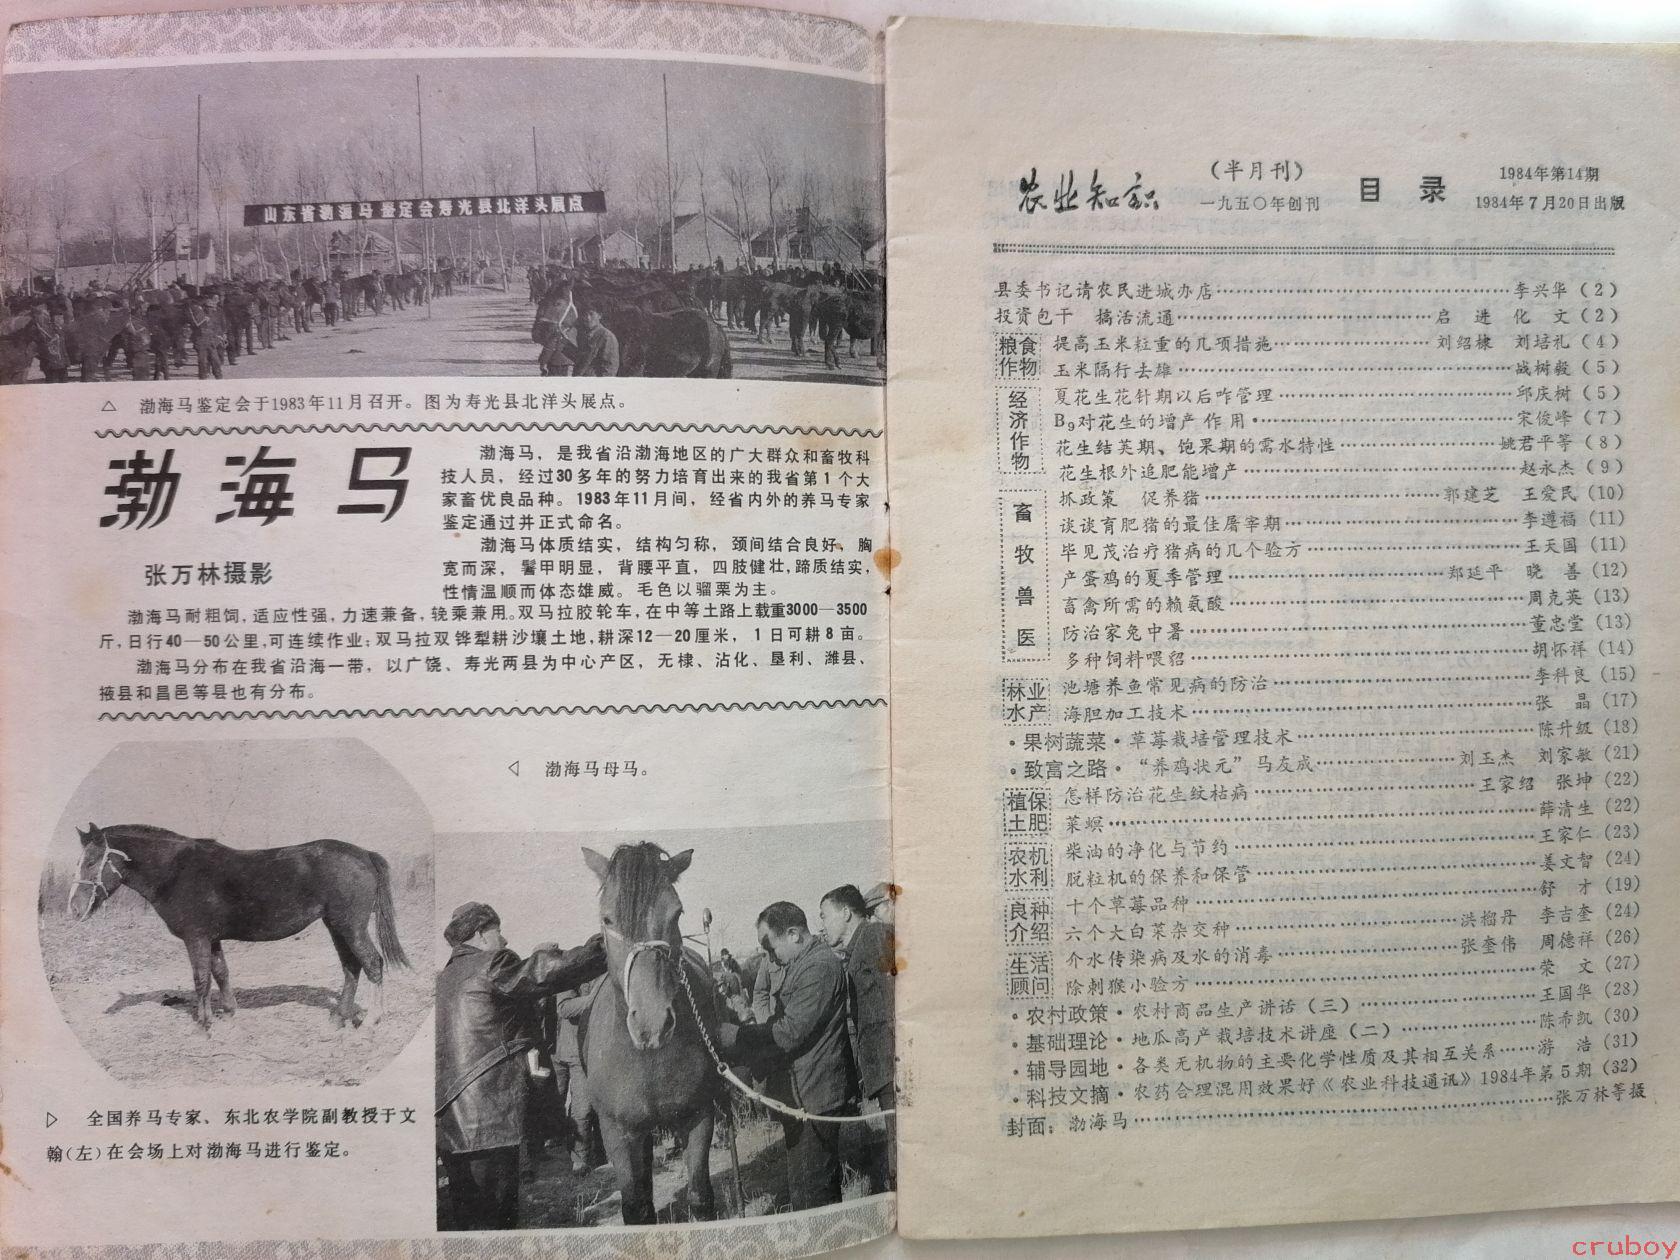 山东省渤海马鉴定会寿光县北洋头展点
△ 渤海马鉴定会于1983年11月召开。图为寿光县北洋头展点。
渤海马
张万林摄影
渤海马，是我省沿渤海地区的广大群众和畜牧科
技人员，经过30多年的努力培育出来的我省第1个大
家畜优良品种。1983年11月间，经省内外的养马专家
鉴定通过并正式命名。
渤海马体质结实，结构匀称，颈间结合良好，胸
宽而深，鬐甲明显，背腰平直，四肢健壮，蹄质结实，
性情温顺而体态雄威。毛色以骝栗为主。
渤海马耐粗饲，适应性强，力速兼备，輓乘兼用。双马拉胶轮车，在中等土路上载重3000—3500
斤，日行40—50公里，可连续作业；双马拉双铧犁耕沙壤土地，耕深12—20厘米，1日可耕8亩。
渤海马分布在我省沿海一带，以广饶、寿光两县为中心产区，无棣、沾化、垦利、潍县、
掖县和昌邑等县也有分布。
◁ 渤海马母马。
▷ 全国养马专家、东北农学院副教授于文
翰（左）在会场上对渤海马进行鉴定。
农业知识
（半月刊）
一九五〇年创刊
目录
1984年第14期
1984年7月20日出版
县委书记请农民进城办店……李兴华（2）
投资包干 搞活流通……启进化文（2）
粮食作物
提高玉米粒重的几项措施……刘绍棣 刘培礼（4）
玉米隔行去雄……战树毅（5）
经济作物
夏花生花针期以后咋管理……邱庆树（5）
B9对花生的增产作用……宋俊峰（7）
花生结荚期、饱果期的需水特性……姚君平等（8）
花生根外追肥能增产……赵永杰（9）
畜牧兽医
抓政策 促养猪……郭建芝 王爱民（10）
谈谈育肥猪的最佳屠宰期……李遵福（11）
毕见茂治疗猪病的几个验方……王天国（11）
产蛋鸡的夏季管理……郑延平 晓善（12）
畜禽所需的赖氨酸……周克英（13）
防治家兔中暑……董忠堂（13）
多种饲料喂貂……胡怀祥（14）
林业水产
池塘养鱼常见病的防治……李科良（15）
海胆加工技术……张晶（17）
·果树蔬菜·草莓栽培管理技术……陈升级（18）
·致富之路·“养鸡状元”马友成……刘玉杰 刘家敏（21）
植保土肥
怎样防治花生纹枯病……王家绍 张坤（22）
菜螟……薛清生（22）
农机水利
柴油的净化与节约……王家仁（23）
脱粒机的保养和保管……姜文智（24）
良种介绍
十个草莓品种……舒才（19）
六个大白菜杂交种……洪榴丹 李吉奎（24）
生活顾问
介水传染病及水的消毒……张奎伟 周德祥（26）
除刺猴小验方……荣文（27）
·农村政策·农村商品生产讲话（三）……王国华（28）
·基础理论·地瓜高产栽培技术讲座（二）……陈希凯（30）
·辅导园地·各类无机物的主要化学性质及其相互关系……游浩（31）
·科技文摘·农药合理混用效果好《农业科技通讯》1984年第5期（32）
封面：渤海马……张万林等摄
cruboy